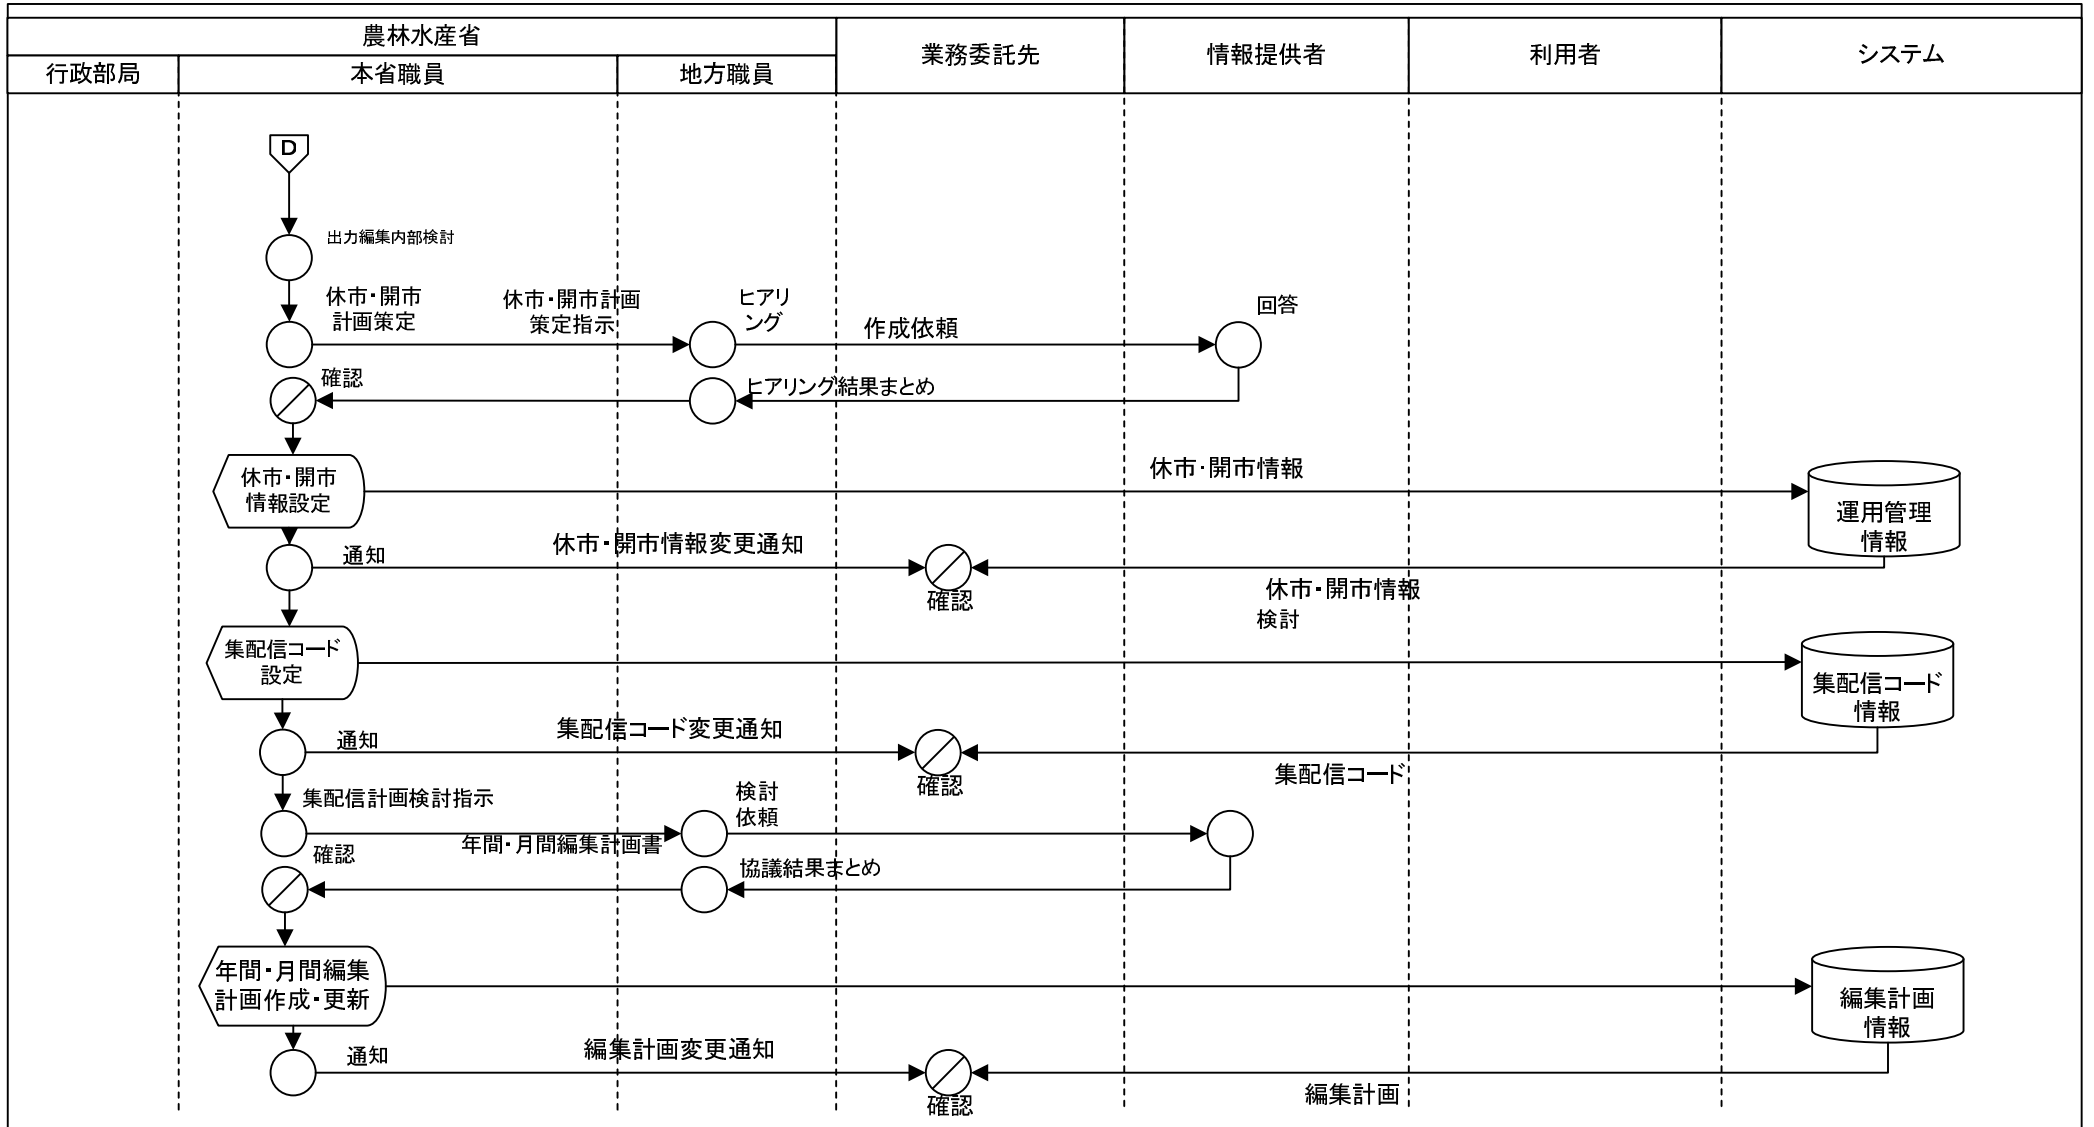 農林水産省
行政部局
本省職員
地方職員
業務委託先
情報提供者
利用者
システム
D
出力編集内部検討
休市・開市
計画策定
休市・開市計画
策定指示
ヒアリ
ング
作成依頼
回答
確認
ヒアリング結果まとめ
休市・開市
情報設定
休市・開市情報
運用管理
情報
通知
休市・開市情報変更通知
確認
休市・開市情報
検討
集配信コード
設定
集配信コード
情報
通知
集配信コード変更通知
確認
集配信コード
集配信計画検討指示
検討
依頼
年間・月間編集計画書
確認
協議結果まとめ
年間・月間編集
計画作成・更新
編集計画
情報
通知
編集計画変更通知
確認
編集計画